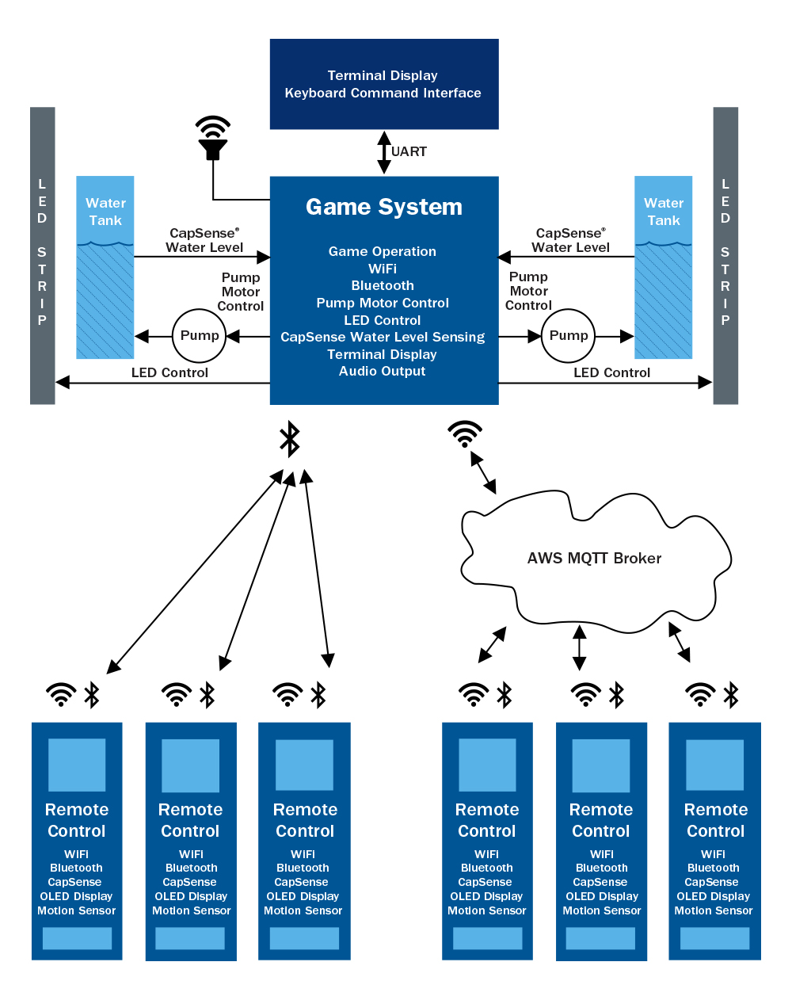 Terminal Display
Keyboard Command Interface
UART
LED STRIP
Water
Tank
CapSense®
Water Level
Pump
Motor
Control
Pump
LED Control
Game System
Game Operation
WiFi
Bluetooth
Pump Motor Control
LED Control
CapSense Water Level Sensing
Terminal Display
Audio Output
CapSense®
Water Level
Pump
Motor
Control
Pump
LED Control
Water
Tank
LED STRIP
AWS MQTT Broker
Remote
Control
WiFi
Bluetooth
CapSense
OLED Display
Motion Sensor
Remote
Control
WiFi
Bluetooth
CapSense
OLED Display
Motion Sensor
Remote
Control
WiFi
Bluetooth
CapSense
OLED Display
Motion Sensor
Remote
Control
WiFi
Bluetooth
CapSense
OLED Display
Motion Sensor
Remote
Control
WiFi
Bluetooth
CapSense
OLED Display
Motion Sensor
Remote
Control
WiFi
Bluetooth
CapSense
OLED Display
Motion Sensor